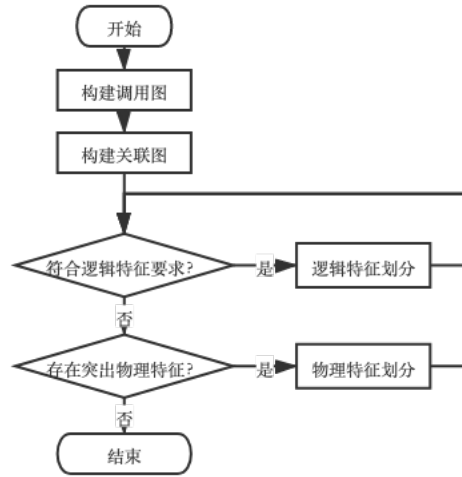 开始
构建调用图
构建关联图
符合逻辑特征要求?
是
逻辑特征划分
否
存在突出物理特征?
是
物理特征划分
否
结束